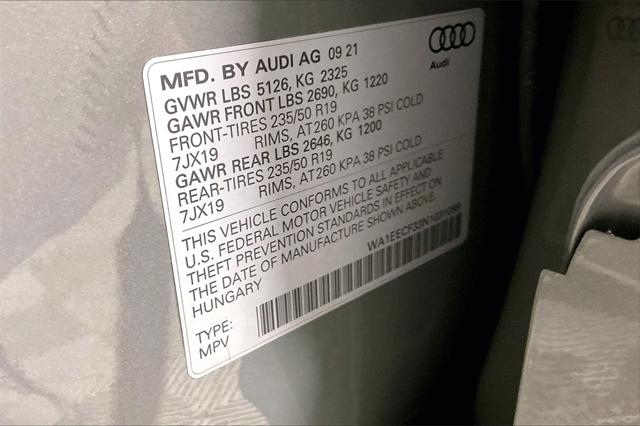 MFD. BY AUDI AG 09 21
Audi
GVWR LBS 5126, KG 2325
GAWR FRONT LBS 2690, KG 1220
FRONT-TIRES 235/50 R19
7JX19 RIMS, AT260 KPA 38 PSI COLD
GAWR REAR LBS 2646, KG 1200
REAR-TIRES 235/50 R19
7JX19 RIMS, AT260 KPA 38 PSI COLD
THIS VEHICLE CONFORMS TO ALL APPLICABLE
U.S. FEDERAL MOTOR VEHICLE SAFETY AND
THEFT PREVENTION STANDARDS IN EFFECT ON
THE DATE OF MANUFACTURE SHOWN ABOVE.
HUNGARY WA1EECF33N1031099
TYPE:
MPV